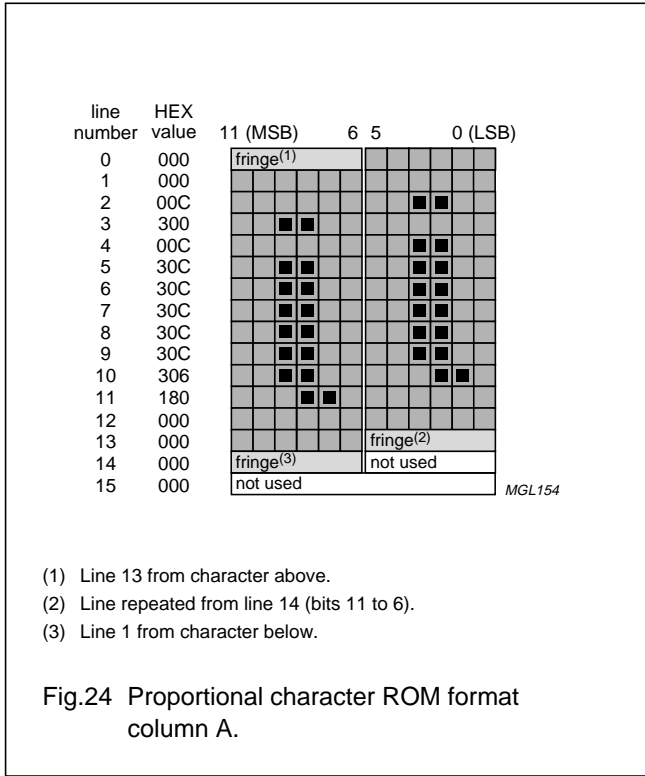 line HEX
number value 11 (MSB) 6 5 0 (LSB)
0 000 fringe(1)
1 000
2 00C
3 300
4 00C
5 30C
6 30C
7 30C
8 30C
9 30C
10 306
11 180
12 000
13 000 fringe(2)
14 000 fringe(3) not used
15 000 not used
MGL154
(1) Line 13 from character above.
(2) Line repeated from line 14 (bits 11 to 6).
(3) Line 1 from character below.
Fig.24 Proportional character ROM format
column A.